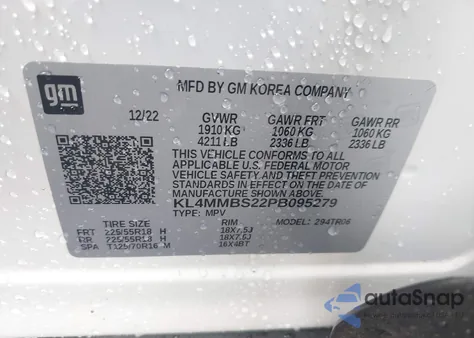 gm
MFD BY GM KOREA COMPANY
12/22 GVWR GAWR FRT GAWR RR
1910 KG 1060 KG 1060 KG
4211 LB 2336 LB 2336 LB
THIS VEHICLE CONFORMS TO ALL
APPLICABLE U.S. FEDERAL MOTOR
VEHICLE SAFETY
AND THEFT PREVENTION STANDARDS
IN EFFECT ON THE DATE OF
MANUFACTURE SHOWN ABOVE.
KL4MMBS22PB095279
TYPE: MPV MODEL: 294TR06
TIRE SIZE RIM
FRT 225/55R18 H 18X7.5J
RR 225/55R18 H 18X7.5J
SPA T125/70R16 M 16X4BT
autoSnap